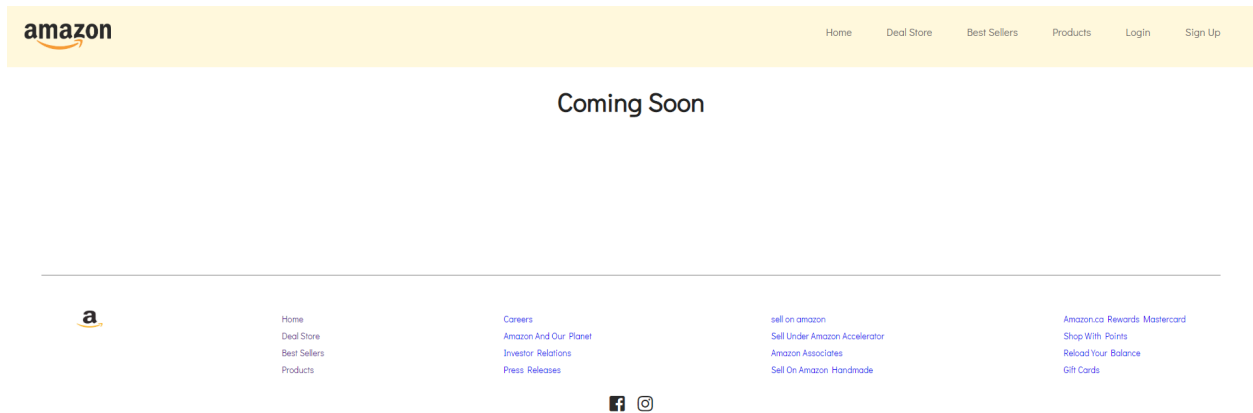 amazon
Home Deal Store Best Sellers Products Login Sign Up
Coming Soon
a
Home Careers sell on amazon Amazon.ca Rewards Mastercard
Deal Store Amazon And Our Planet Sell Under Amazon Accelerator Shop With Points
Best Sellers Investor Relations Amazon Associates Reload Your Balance
Products Press Releases Sell On Amazon Handmade Gift Cards